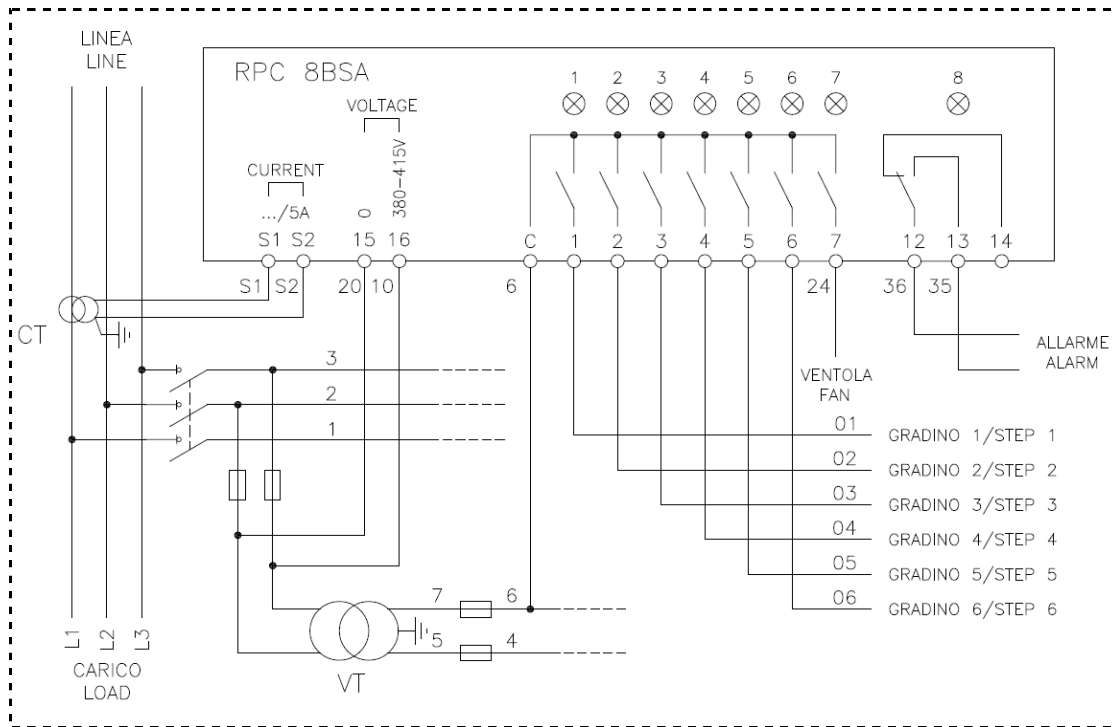 LINEA
LINE
RPC 8BSA
1 2 3 4 5 6 7 8
VOLTAGE
CURRENT
.../5A
0
380-415V
S1 S2 15 16 C 1 2 3 4 5 6 7 12 13 14
S1 S2 20 10 6 24 36 35
CT
ALLARME
ALARM
VENTOLA
FAN
3
2
1
01 GRADINO 1/STEP 1
02 GRADINO 2/STEP 2
03 GRADINO 3/STEP 3
04 GRADINO 4/STEP 4
05 GRADINO 5/STEP 5
06 GRADINO 6/STEP 6
7 6
5 4
VT
L1 L2 L3
CARICO
LOAD